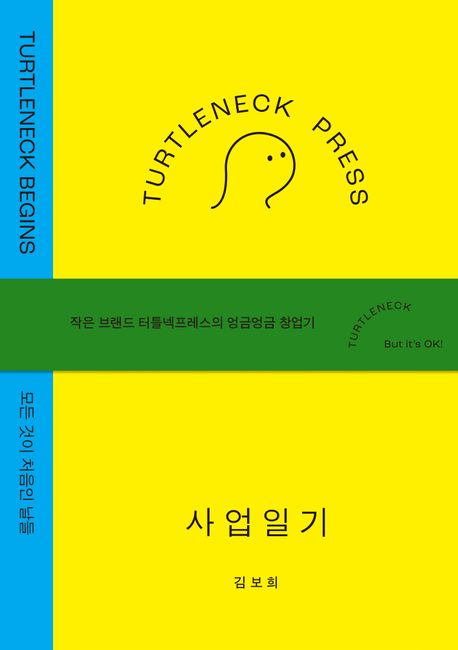 TURTLENECK BEGINS
TURTLENECK PRESS
작은 브랜드 터틀넥프레스의 엉금엉금 창업기
TURTLENECK
But it's OK!
모든 것이 처음인 날들
사업일기
김보희